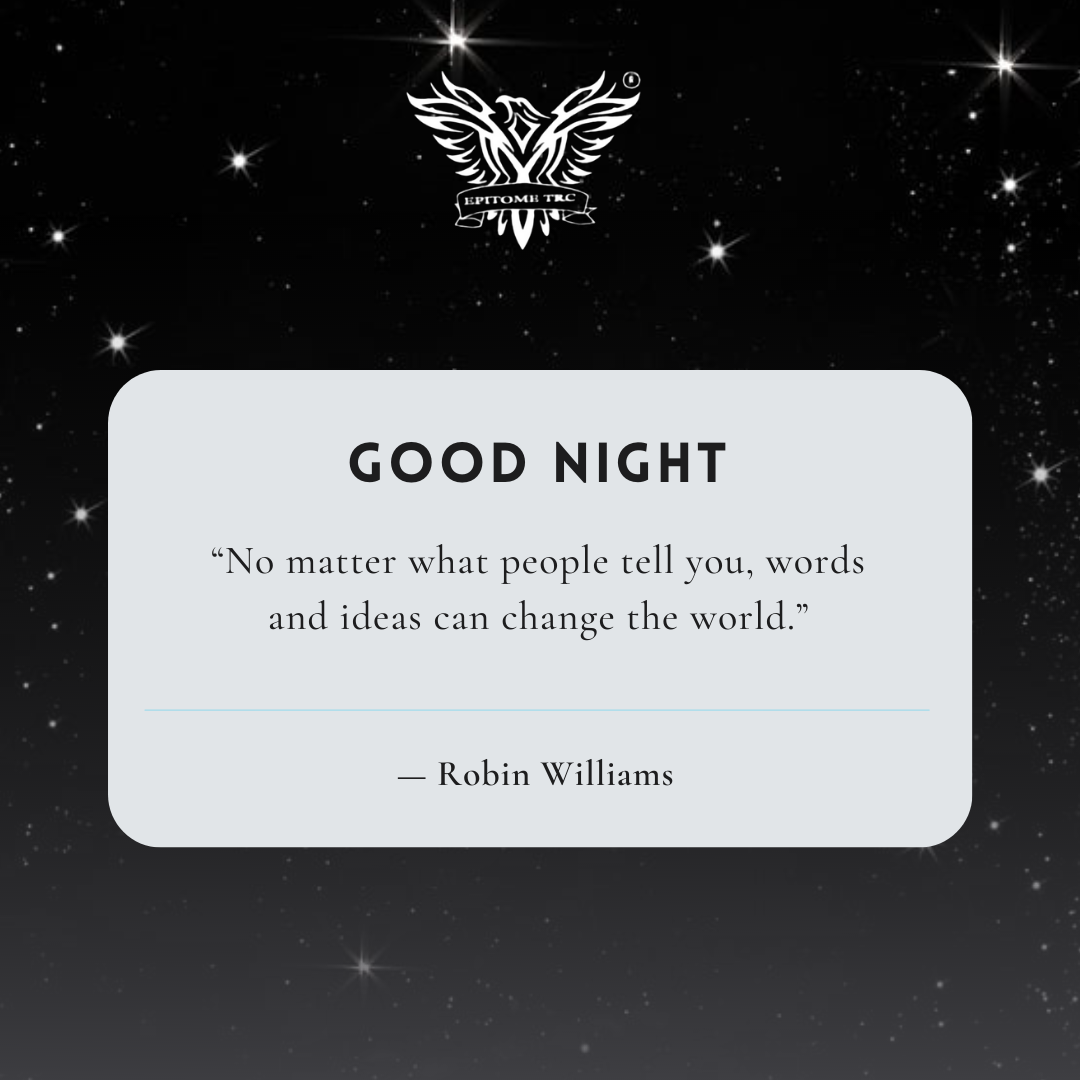 EPITOME TRC
GOOD NIGHT
“No matter what people tell you, words
and ideas can change the world.”
— Robin Williams